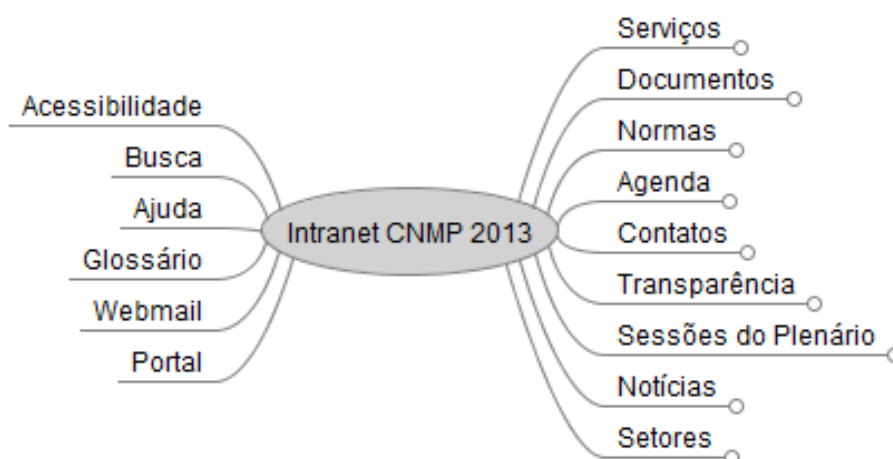 Acessibilidade
Busca
Ajuda
Glossário
Webmail
Portal
Intranet CNMP 2013
Serviços
Documentos
Normas
Agenda
Contatos
Transparência
Sessões do Plenário
Notícias
Setores